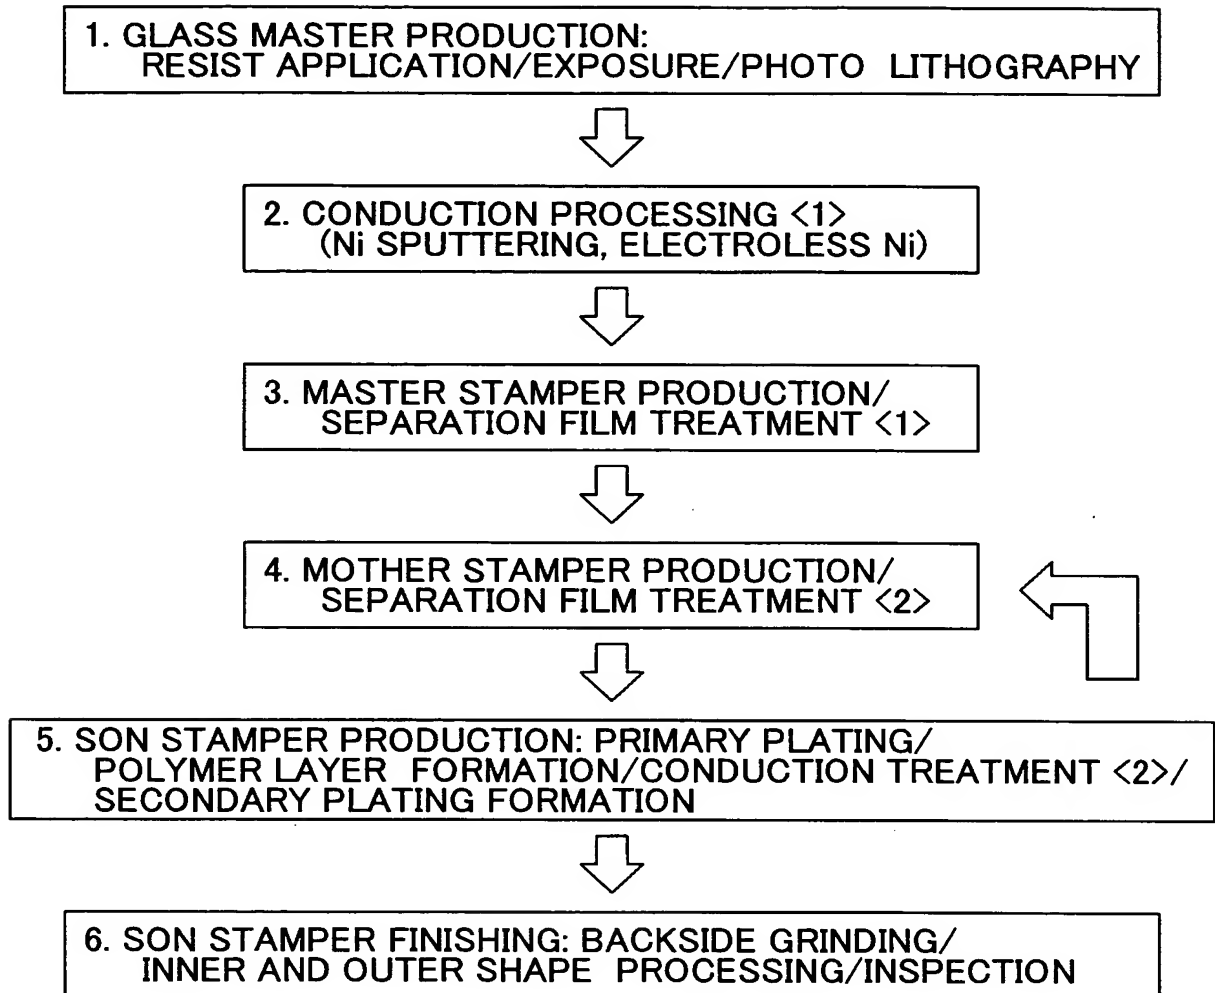 1. GLASS MASTER PRODUCTION:
RESIST APPLICATION/EXPOSURE/PHOTO LITHOGRAPHY
2. CONDUCTION PROCESSING <1>
(Ni SPUTTERING, ELECTROLESS Ni)
3. MASTER STAMPER PRODUCTION/
SEPARATION FILM TREATMENT <1>
4. MOTHER STAMPER PRODUCTION/
SEPARATION FILM TREATMENT <2>
5. SON STAMPER PRODUCTION: PRIMARY PLATING/
POLYMER LAYER FORMATION/CONDUCTION TREATMENT <2>/
SECONDARY PLATING FORMATION
6. SON STAMPER FINISHING: BACKSIDE GRINDING/
INNER AND OUTER SHAPE PROCESSING/INSPECTION